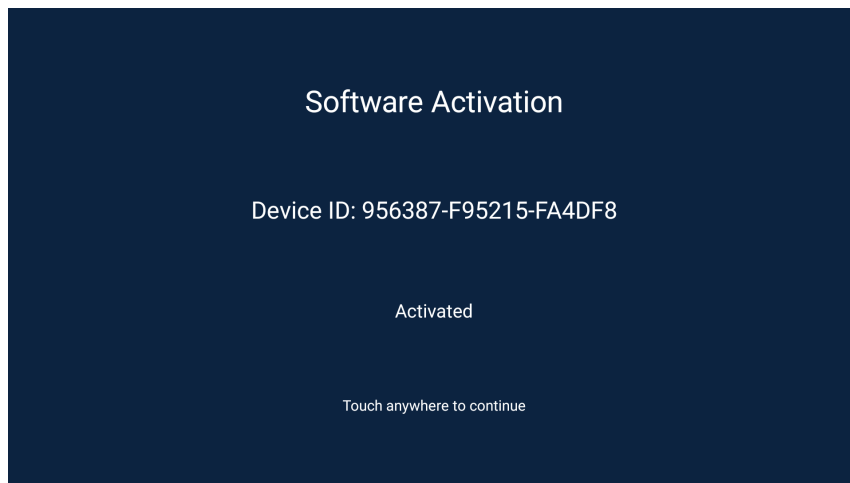 Software Activation
Device ID: 956387-F95215-FA4DF8
Activated
Touch anywhere to continue